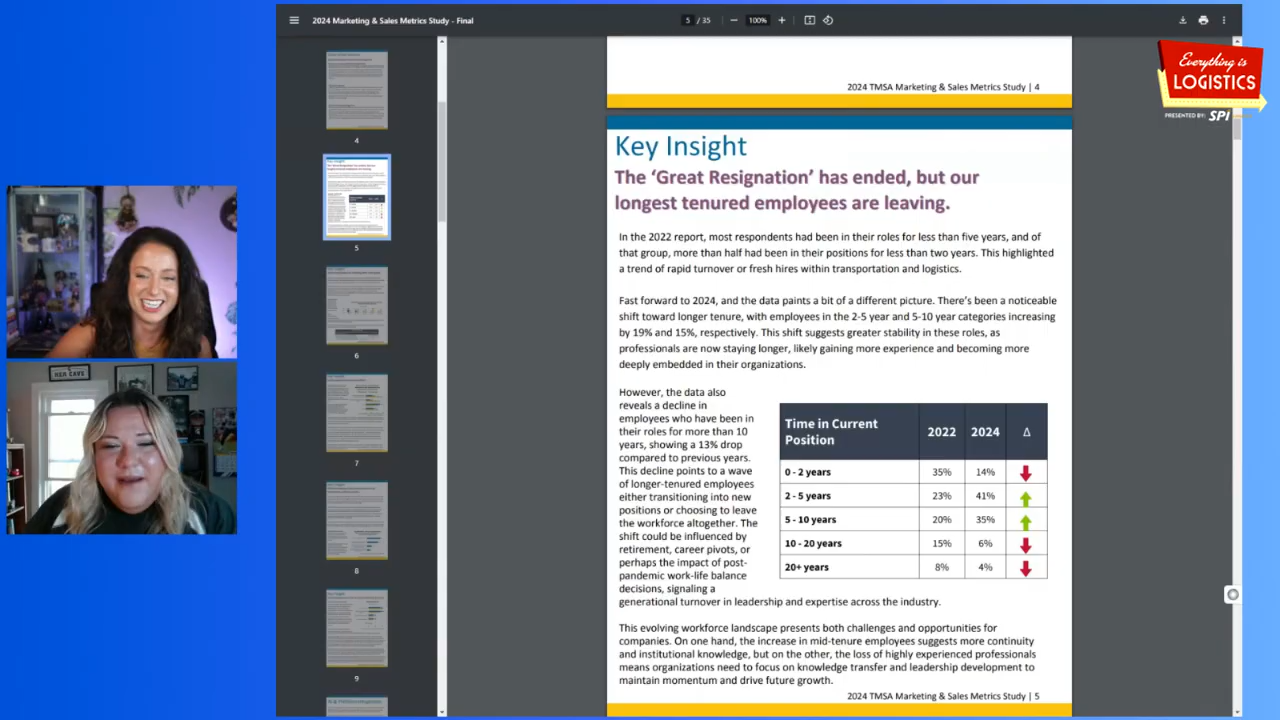 2024 Marketing & Sales Metrics Study - Final
5 / 35
100%
Everything is
LOGISTICS
PRESENTED BY: SPI
HER CAVE
4
5
6
7
8
9
2024 TMSA Marketing & Sales Metrics Study | 4
Key Insight
The ‘Great Resignation’ has ended, but our
longest tenured employees are leaving.
In the 2022 report, most respondents had been in their roles for less than five years, and of
that group, more than half had been in their positions for less than two years. This highlighted
a trend of rapid turnover or fresh hires within transportation and logistics.
Fast forward to 2024, and the data paints a bit of a different picture. There’s been a noticeable
shift toward longer tenure, with employees in the 2-5 year and 5-10 year categories increasing
by 19% and 15%, respectively. This shift suggests greater stability in these roles, as
professionals are now staying longer, likely gaining more experience and becoming more
deeply embedded in their organizations.
However, the data also
reveals a decline in
employees who have been in
their roles for more than 10
years, showing a 13% drop
compared to previous years.
This decline points to a wave
of longer-tenured employees
either transitioning into new
positions or choosing to leave
the workforce altogether. The
shift could be influenced by
retirement, career pivots, or
perhaps the impact of post-
pandemic work-life balance
decisions, signaling a
generational turnover in leadership and expertise across the industry.
Time in Current
Position
2022 2024 Δ
0 - 2 years 35% 14%
2 - 5 years 23% 41%
5 - 10 years 20% 35%
10 - 20 years 15% 6%
20+ years 8% 4%
This evolving workforce landscape presents both challenges and opportunities for
companies. On one hand, the increase in mid-tenure employees suggests more continuity
and institutional knowledge, but on the other, the loss of highly experienced professionals
means organizations need to focus on knowledge transfer and leadership development to
maintain momentum and drive future growth.
2024 TMSA Marketing & Sales Metrics Study | 5